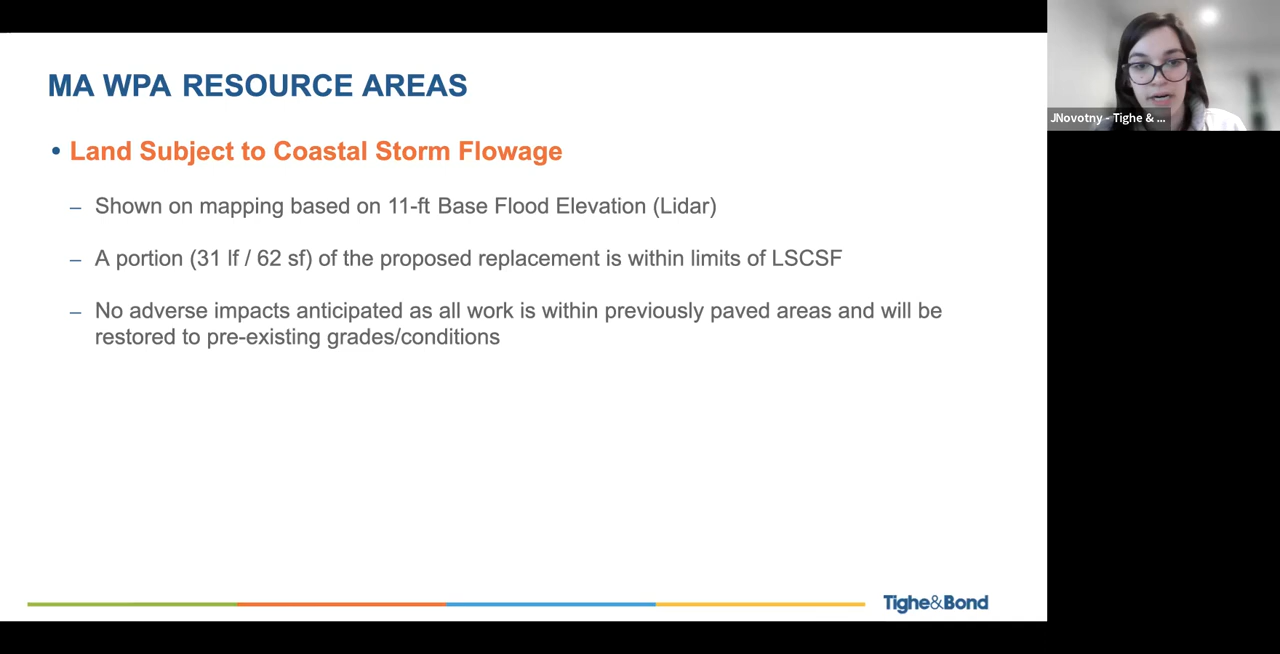 MA WPA RESOURCE AREAS
• Land Subject to Coastal Storm Flowage
– Shown on mapping based on 11-ft Base Flood Elevation (Lidar)
– A portion (31 lf / 62 sf) of the proposed replacement is within limits of LSCSF
– No adverse impacts anticipated as all work is within previously paved areas and will be
restored to pre-existing grades/conditions
Tighe&Bond
JNovotny - Tighe & ...